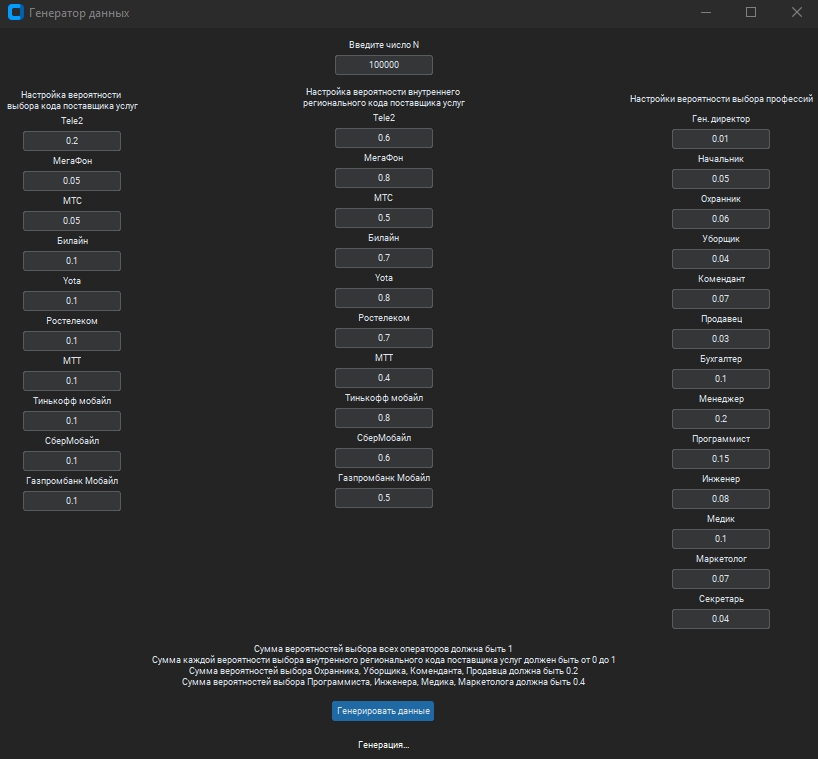 Генератор данных
Введите число N
100000
Настройка вероятности
выбора кода поставщика услуг
Tele2
0.2
МегаФон
0.05
МТС
0.05
Билайн
0.1
Yota
0.1
Ростелеком
0.1
МТТ
0.1
Тинькофф мобайл
0.1
СберМобайл
0.1
Газпромбанк Мобайл
0.1
Настройка вероятности внутреннего
регионального кода поставщика услуг
Tele2
0.6
МегаФон
0.8
МТС
0.5
Билайн
0.7
Yota
0.8
Ростелеком
0.7
МТТ
0.4
Тинькофф мобайл
0.8
СберМобайл
0.6
Газпромбанк Мобайл
0.5
Настройки вероятности выбора профессий
Ген. директор
0.01
Начальник
0.05
Охранник
0.06
Уборщик
0.04
Комендант
0.07
Продавец
0.03
Бухгалтер
0.1
Менеджер
0.2
Программист
0.15
Инженер
0.08
Медик
0.1
Маркетолог
0.07
Секретарь
0.04
Сумма вероятностей выбора всех операторов должна быть 1
Сумма каждой вероятности выбора внутренного регионального кода поставщика услуг должен быть от 0 до 1
Сумма вероятностей выбора Охранника, Уборщика, Коменданта, Продавца должна быть 0.2
Сумма вероятностей выбора Программиста, Инженера, Медика, Маркетолога должна быть 0.4
Генерировать данные
Генерация...